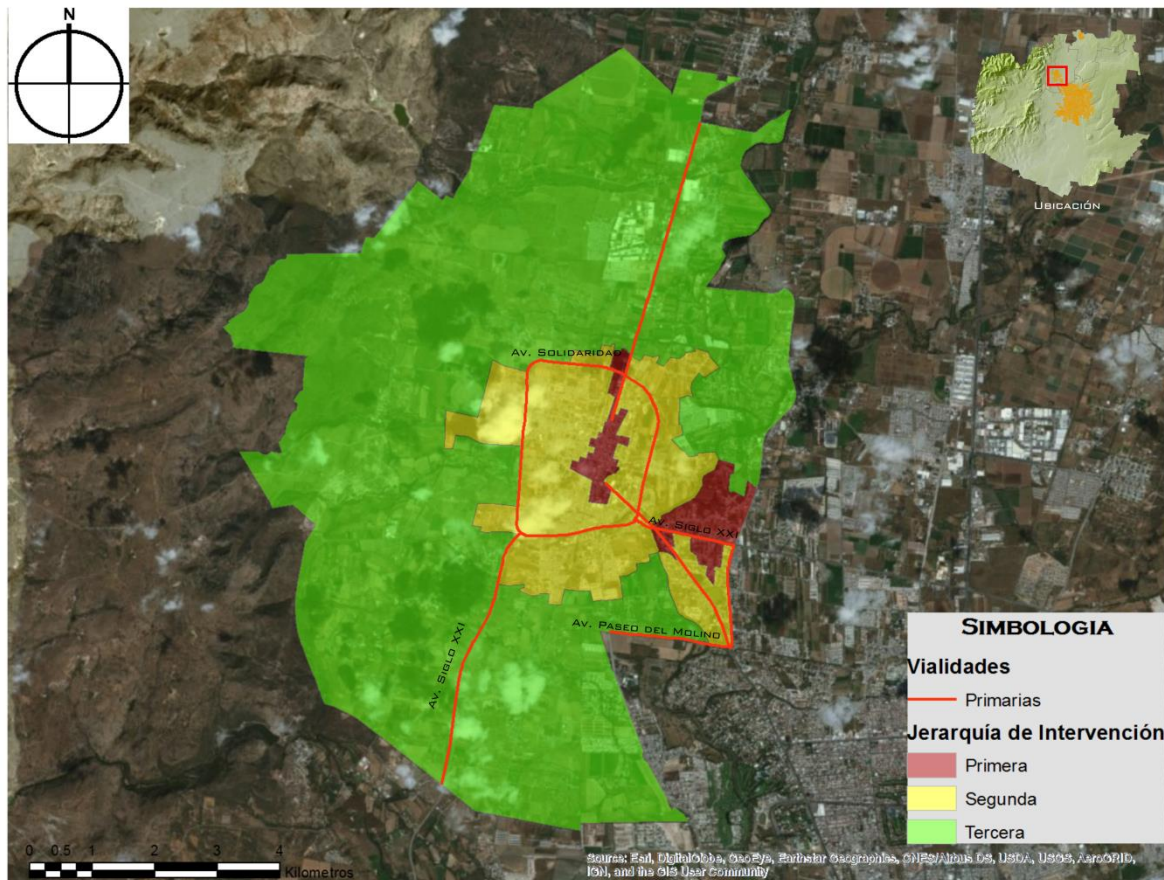 N
UBICACIÓN
AV. SOLIDARIDAD
AV. SIGLO XXI
AV. PASEO DEL MOLINO
AV. SIGLO XXI
SIMBOLOGIA
Vialidades
Primarias
Jerarquía de Intervención
Primera
Segunda
Tercera
0 0.5 1 2 3 4
Kilometros
Source: Esri, DigitalGlobe, GeoEye, Earthstar Geographics, CNES/Airbus DS, USDA, USGS, AeroGRID,
IGN, and the GIS User Community